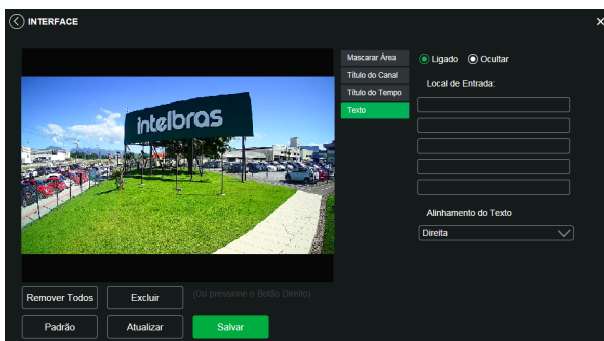 INTERFACE
intelbras
Mascarar Área
Título do Canal
Título do Tempo
Texto
Ligado
Ocultar
Local de Entrada:
Alinhamento do Texto
Direita
Remover Todos
Excluir
(Ou pressione o Botão Direito)
Padrão
Atualizar
Salvar